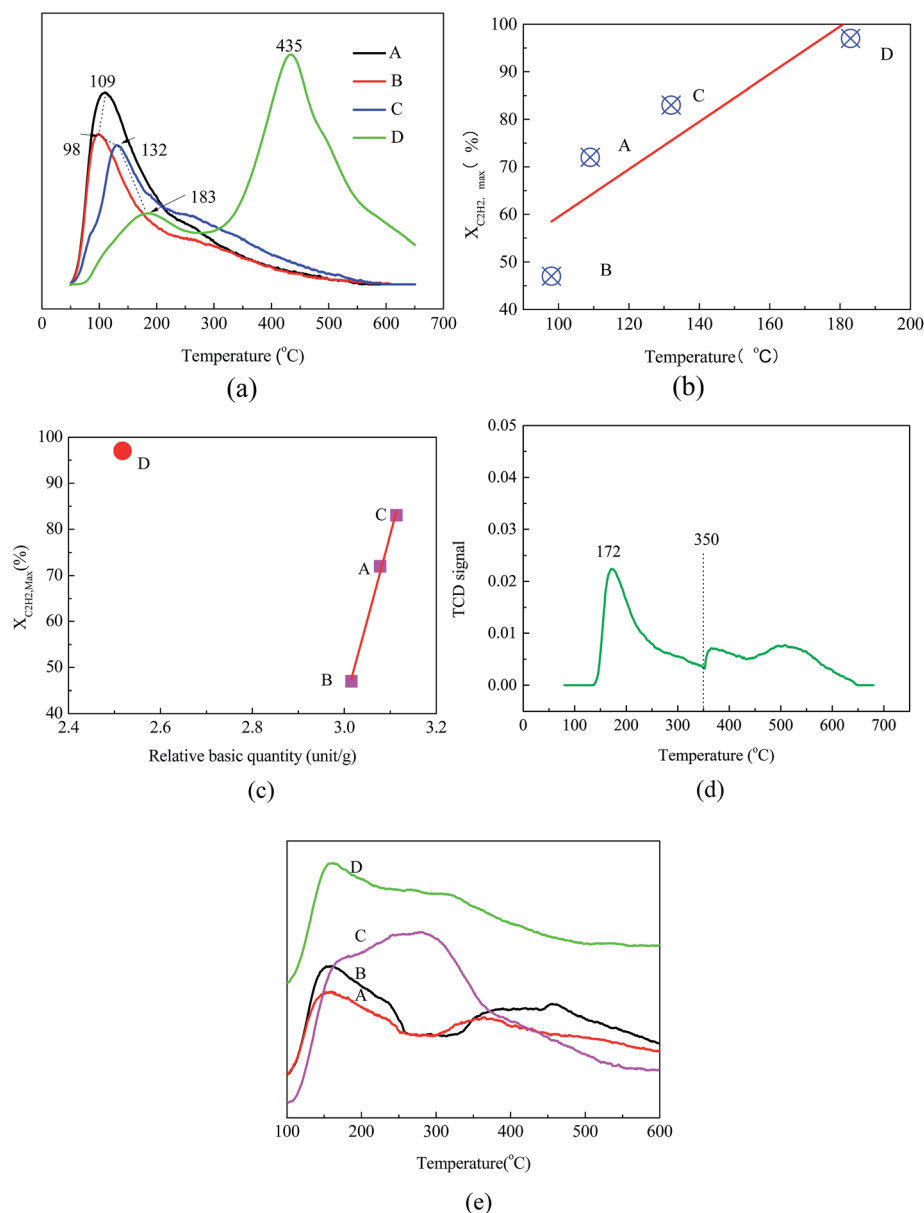 435
A
B
C
D
109
98
132
183
0
100
200
300
400
500
600
700
Temperature (°C)
(a)
100
90
80
70
60
50
40
X_C2H2, max (%)
D
C
A
B
100
120
140
160
180
200
Temperature( °C)
(b)
100
90
80
70
60
50
40
X_C2H2,Max(%)
D
C
A
B
2.4
2.6
2.8
3.0
3.2
Relative basic quantity (unit/g)
(c)
0.05
0.04
0.03
0.02
0.01
0.00
TCD signal
172
350
0
100
200
300
400
500
600
700
Temperature (°C)
(d)
D
C
B
A
100
200
300
400
500
600
Temperature(°C)
(e)